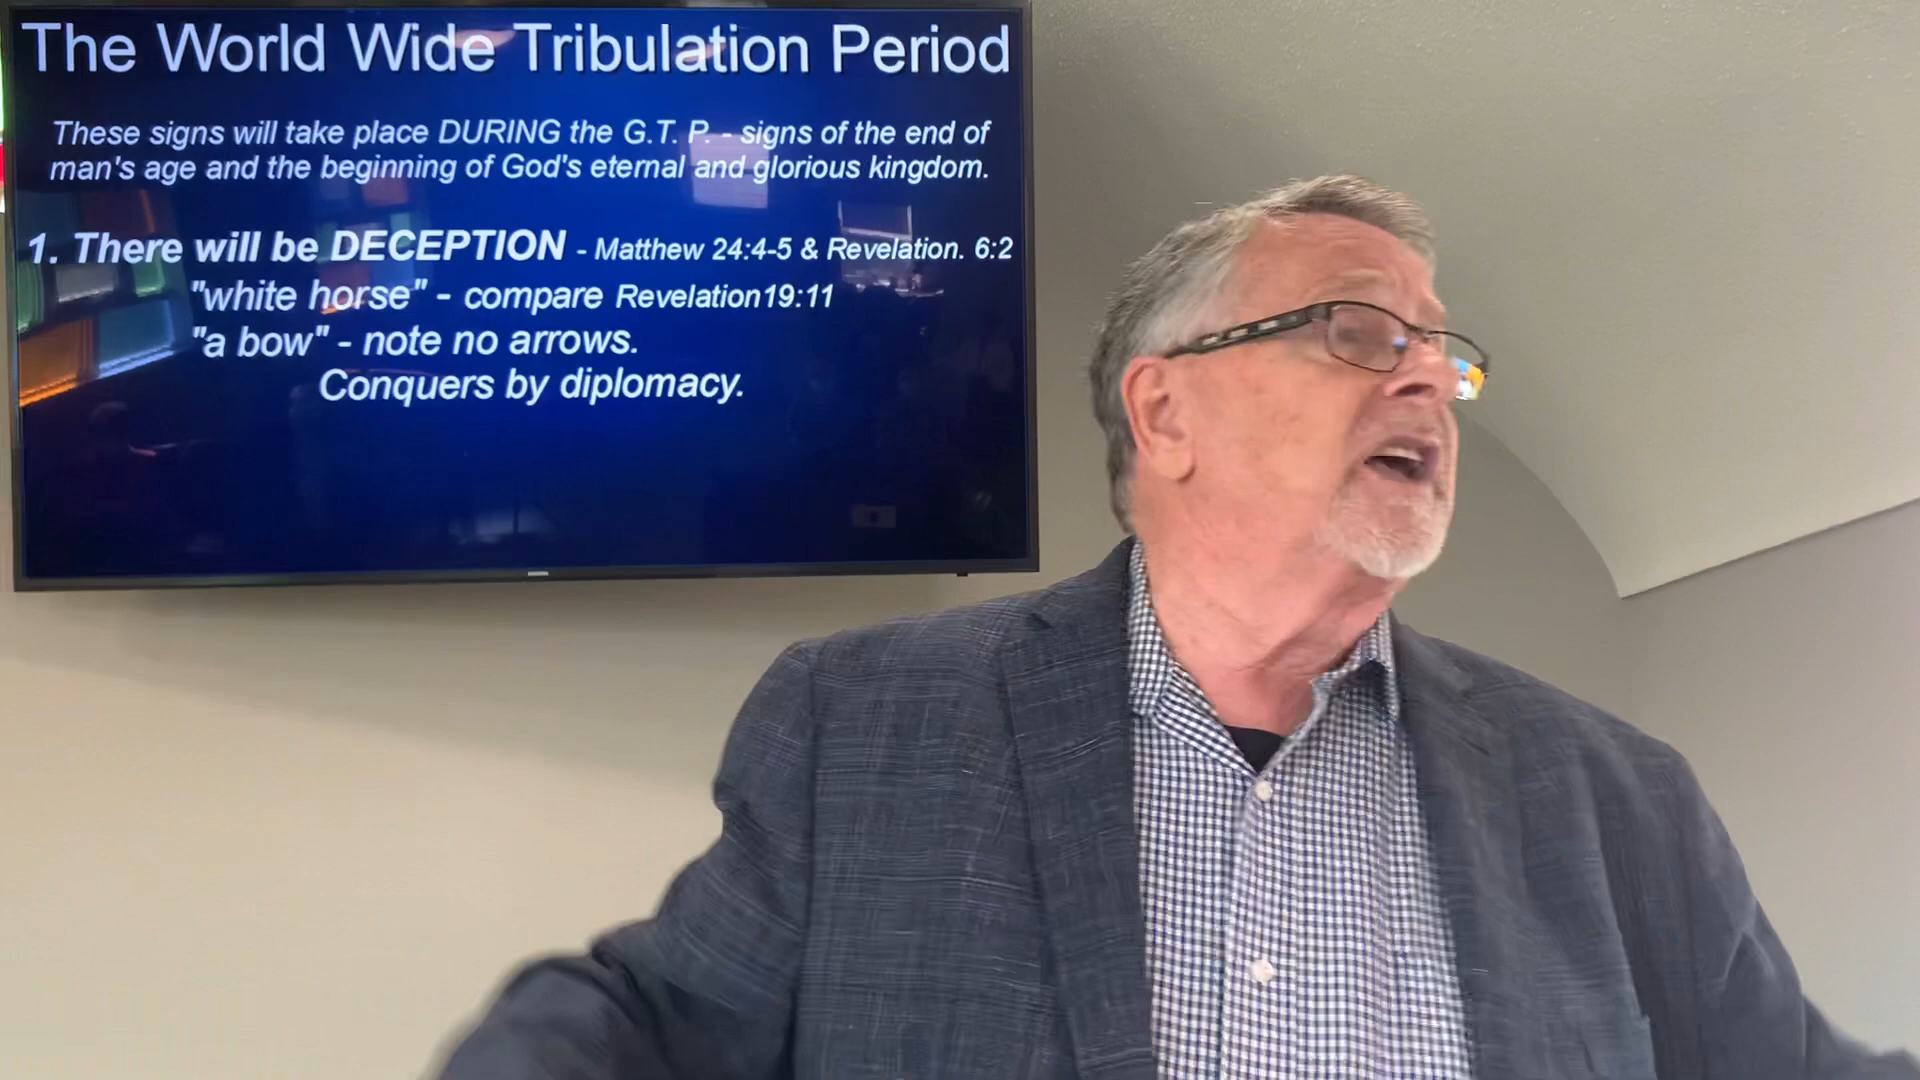 The World Wide Tribulation Period
These signs will take place DURING the G.T. P. - signs of the end of
man's age and the beginning of God's eternal and glorious kingdom.
1. There will be DECEPTION - Matthew 24:4-5 & Revelation. 6:2
"white horse" - compare Revelation19:11
"a bow" - note no arrows.
Conquers by diplomacy.